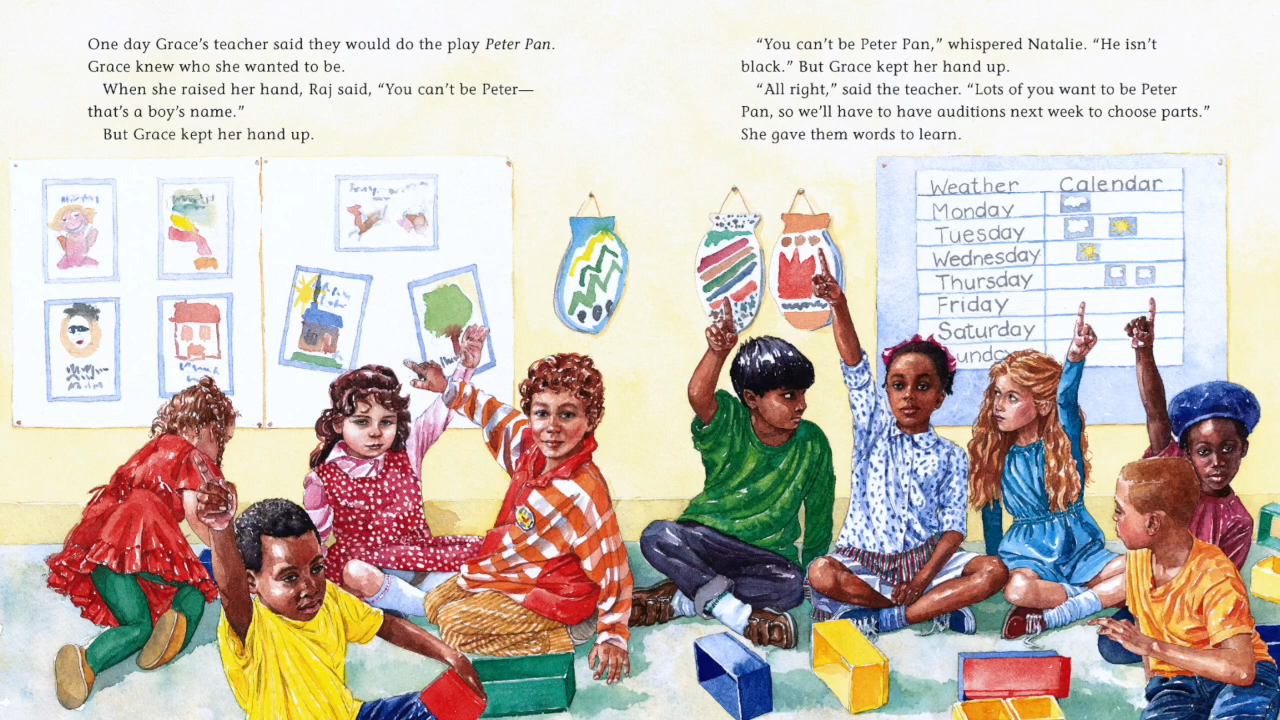 One day Grace's teacher said they would do the play Peter Pan.
Grace knew who she wanted to be.
When she raised her hand, Raj said, "You can't be Peter—
that's a boy's name."
But Grace kept her hand up.
"You can't be Peter Pan," whispered Natalie. "He isn't
black." But Grace kept her hand up.
"All right," said the teacher. "Lots of you want to be Peter
Pan, so we'll have to have auditions next week to choose parts."
She gave them words to learn.
Weather Calendar
Monday
Tuesday
Wednesday
Thursday
Friday
Saturday